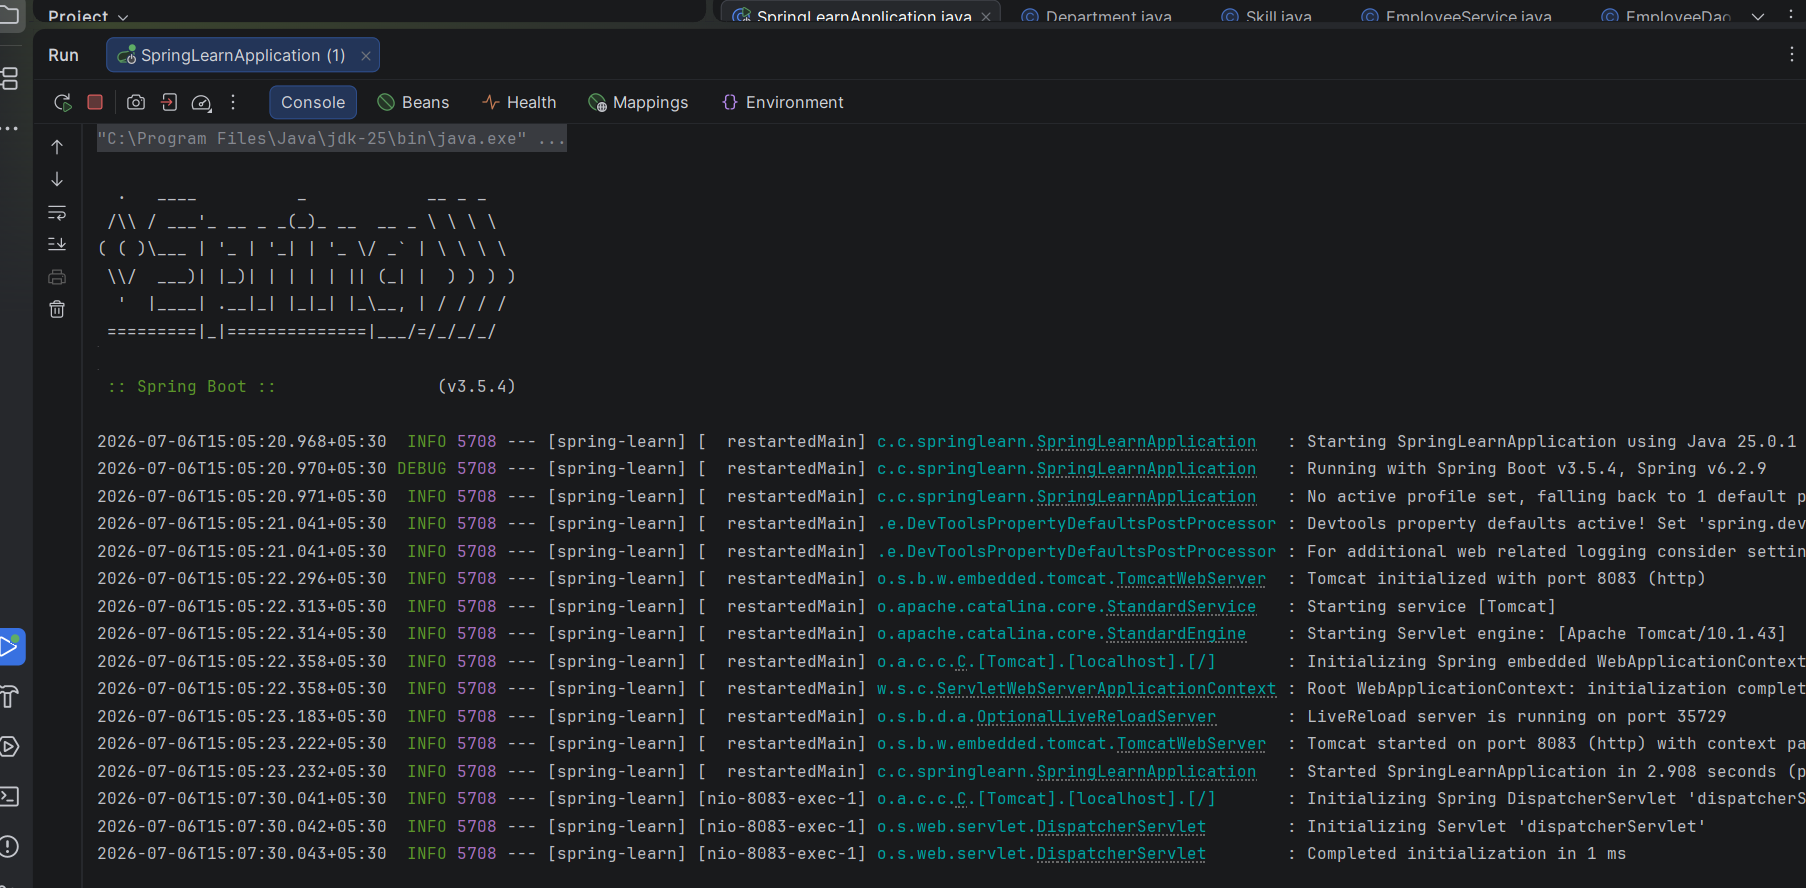 Project
SpringLearnApplication.java Department.java Skill.java EmployeeService.java EmployeeDao
Run SpringLearnApplication (1)
Console Beans Health Mappings Environment
"C:\Program Files\Java\jdk-25\bin\java.exe" ...
  .   ____          _            __ _ _
 /\\ / ___'_ __ _ _(_)_ __  __ _ \ \ \ \
( ( )\___ | '_ | '_| | '_ \/ _` | \ \ \ \
 \\/  ___)| |_)| | | | | || (_| |  ) ) ) )
  '  |____| .__|_| |_|_| |_\__, | / / / /
 =========|_|==============|___/=/_/_/_/
 :: Spring Boot ::                (v3.5.4)
2026-07-06T15:05:20.968+05:30  INFO 5708 --- [spring-learn] [  restartedMain] c.c.springlearn.SpringLearnApplication   : Starting SpringLearnApplication using Java 25.0.1
2026-07-06T15:05:20.970+05:30 DEBUG 5708 --- [spring-learn] [  restartedMain] c.c.springlearn.SpringLearnApplication   : Running with Spring Boot v3.5.4, Spring v6.2.9
2026-07-06T15:05:20.971+05:30  INFO 5708 --- [spring-learn] [  restartedMain] c.c.springlearn.SpringLearnApplication   : No active profile set, falling back to 1 default p
2026-07-06T15:05:21.041+05:30  INFO 5708 --- [spring-learn] [  restartedMain] .e.DevToolsPropertyDefaultsPostProcessor : Devtools property defaults active! Set 'spring.dev
2026-07-06T15:05:21.041+05:30  INFO 5708 --- [spring-learn] [  restartedMain] .e.DevToolsPropertyDefaultsPostProcessor : For additional web related logging consider settin
2026-07-06T15:05:22.296+05:30  INFO 5708 --- [spring-learn] [  restartedMain] o.s.b.w.embedded.tomcat.TomcatWebServer  : Tomcat initialized with port 8083 (http)
2026-07-06T15:05:22.313+05:30  INFO 5708 --- [spring-learn] [  restartedMain] o.apache.catalina.core.StandardService   : Starting service [Tomcat]
2026-07-06T15:05:22.314+05:30  INFO 5708 --- [spring-learn] [  restartedMain] o.apache.catalina.core.StandardEngine    : Starting Servlet engine: [Apache Tomcat/10.1.43]
2026-07-06T15:05:22.358+05:30  INFO 5708 --- [spring-learn] [  restartedMain] o.a.c.c.C.[Tomcat].[localhost].[/]       : Initializing Spring embedded WebApplicationContext
2026-07-06T15:05:22.358+05:30  INFO 5708 --- [spring-learn] [  restartedMain] w.s.c.ServletWebServerApplicationContext : Root WebApplicationContext: initialization complet
2026-07-06T15:05:23.183+05:30  INFO 5708 --- [spring-learn] [  restartedMain] o.s.b.d.a.OptionalLiveReloadServer       : LiveReload server is running on port 35729
2026-07-06T15:05:23.222+05:30  INFO 5708 --- [spring-learn] [  restartedMain] o.s.b.w.embedded.tomcat.TomcatWebServer  : Tomcat started on port 8083 (http) with context pa
2026-07-06T15:05:23.232+05:30  INFO 5708 --- [spring-learn] [  restartedMain] c.c.springlearn.SpringLearnApplication   : Started SpringLearnApplication in 2.908 seconds (p
2026-07-06T15:07:30.041+05:30  INFO 5708 --- [spring-learn] [nio-8083-exec-1] o.a.c.c.C.[Tomcat].[localhost].[/]       : Initializing Spring DispatcherServlet 'dispatcherS
2026-07-06T15:07:30.042+05:30  INFO 5708 --- [spring-learn] [nio-8083-exec-1] o.s.web.servlet.DispatcherServlet        : Initializing Servlet 'dispatcherServlet'
2026-07-06T15:07:30.043+05:30  INFO 5708 --- [spring-learn] [nio-8083-exec-1] o.s.web.servlet.DispatcherServlet        : Completed initialization in 1 ms